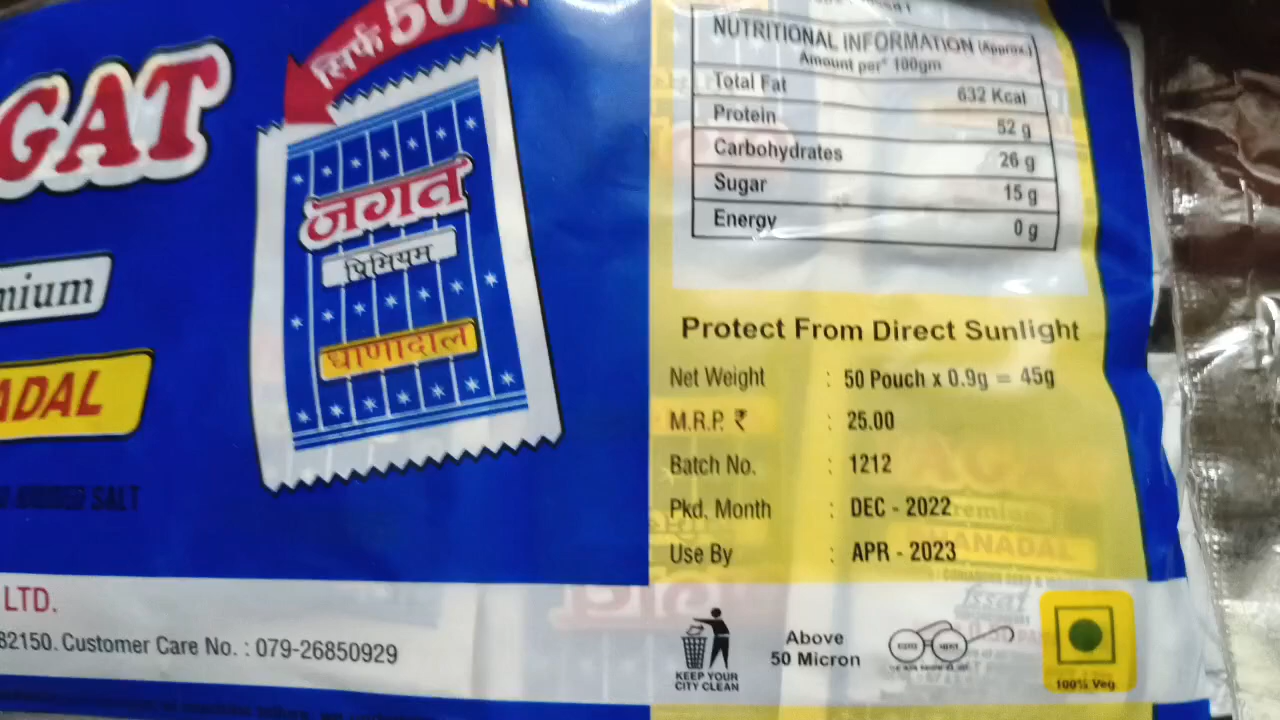 सिर्फ 50
GAT
जगत
प्रिमियम
धाणादाल
mium
ADAL
SALT
LTD.
82150. Customer Care No. : 079-26850929
NUTRITIONAL INFORMATION (Approx.)
Amount per* 100gm
Total Fat 632 Kcal
Protein 52 g
Carbohydrates 26 g
Sugar 15 g
Energy 0 g
Protect From Direct Sunlight
Net Weight : 50 Pouch x 0.9g = 45g
M.R.P. ₹ : 25.00
Batch No. : 1212
Pkd. Month : DEC - 2022
Use By : APR - 2023
KEEP YOUR
CITY CLEAN
Above
50 Micron
100% Veg